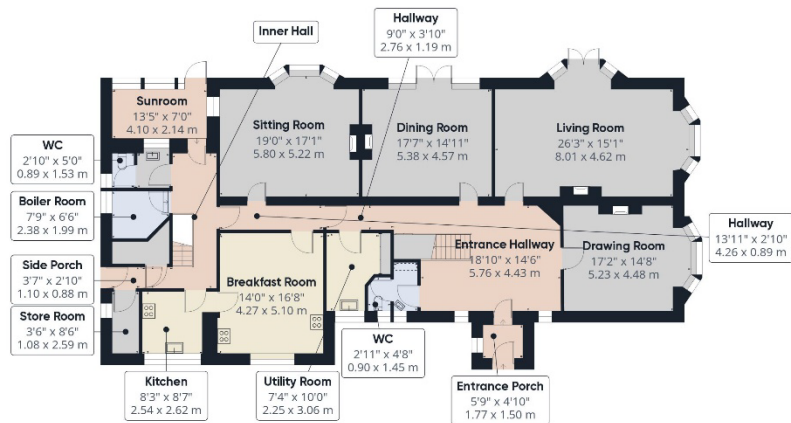 Inner Hall
Hallway
9'0" x 3'10"
2.76 x 1.19 m
Sunroom
13'5" x 7'0"
4.10 x 2.14 m
Sitting Room
19'0" x 17'1"
5.80 x 5.22 m
Dining Room
17'7" x 14'11"
5.38 x 4.57 m
Living Room
26'3" x 15'1"
8.01 x 4.62 m
WC
2'10" x 5'0"
0.89 x 1.53 m
Boiler Room
7'9" x 6'6"
2.38 x 1.99 m
Hallway
13'11" x 2'10"
4.26 x 0.89 m
Side Porch
3'7" x 2'10"
1.10 x 0.88 m
Breakfast Room
14'0" x 16'8"
4.27 x 5.10 m
Entrance Hallway
18'10" x 14'6"
5.76 x 4.43 m
Drawing Room
17'2" x 14'8"
5.23 x 4.48 m
Store Room
3'6" x 8'6"
1.08 x 2.59 m
WC
2'11" x 4'8"
0.90 x 1.45 m
Kitchen
8'3" x 8'7"
2.54 x 2.62 m
Utility Room
7'4" x 10'0"
2.25 x 3.06 m
Entrance Porch
5'9" x 4'10"
1.77 x 1.50 m